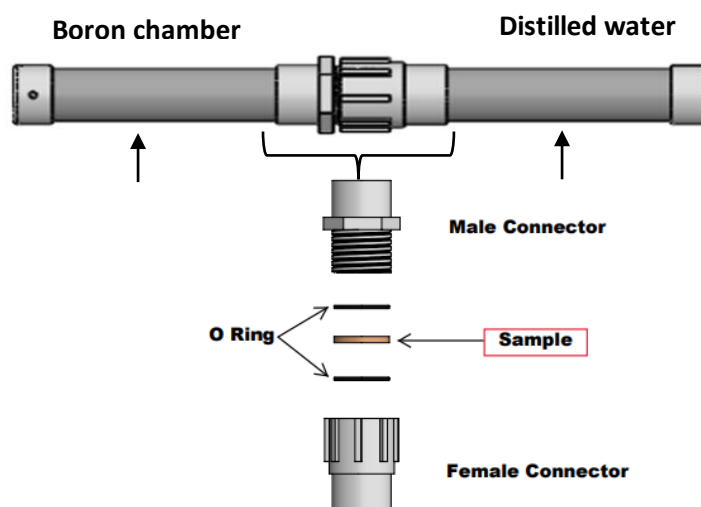 Boron chamber
Distilled water
Male Connector
O Ring
Sample
Female Connector